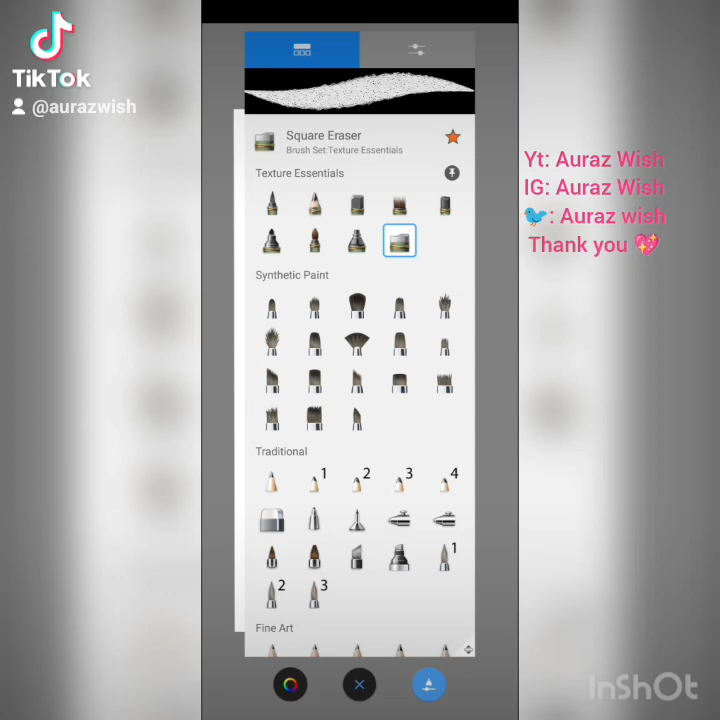 TikTok
@aurazwish
Square Eraser
Brush Set:Texture Essentials
Texture Essentials
Synthetic Paint
Traditional
1 2 3 4
1
2 3
Fine Art
Yt: Auraz Wish
IG: Auraz Wish
🐦: Auraz wish
Thank you 💖
InShOt